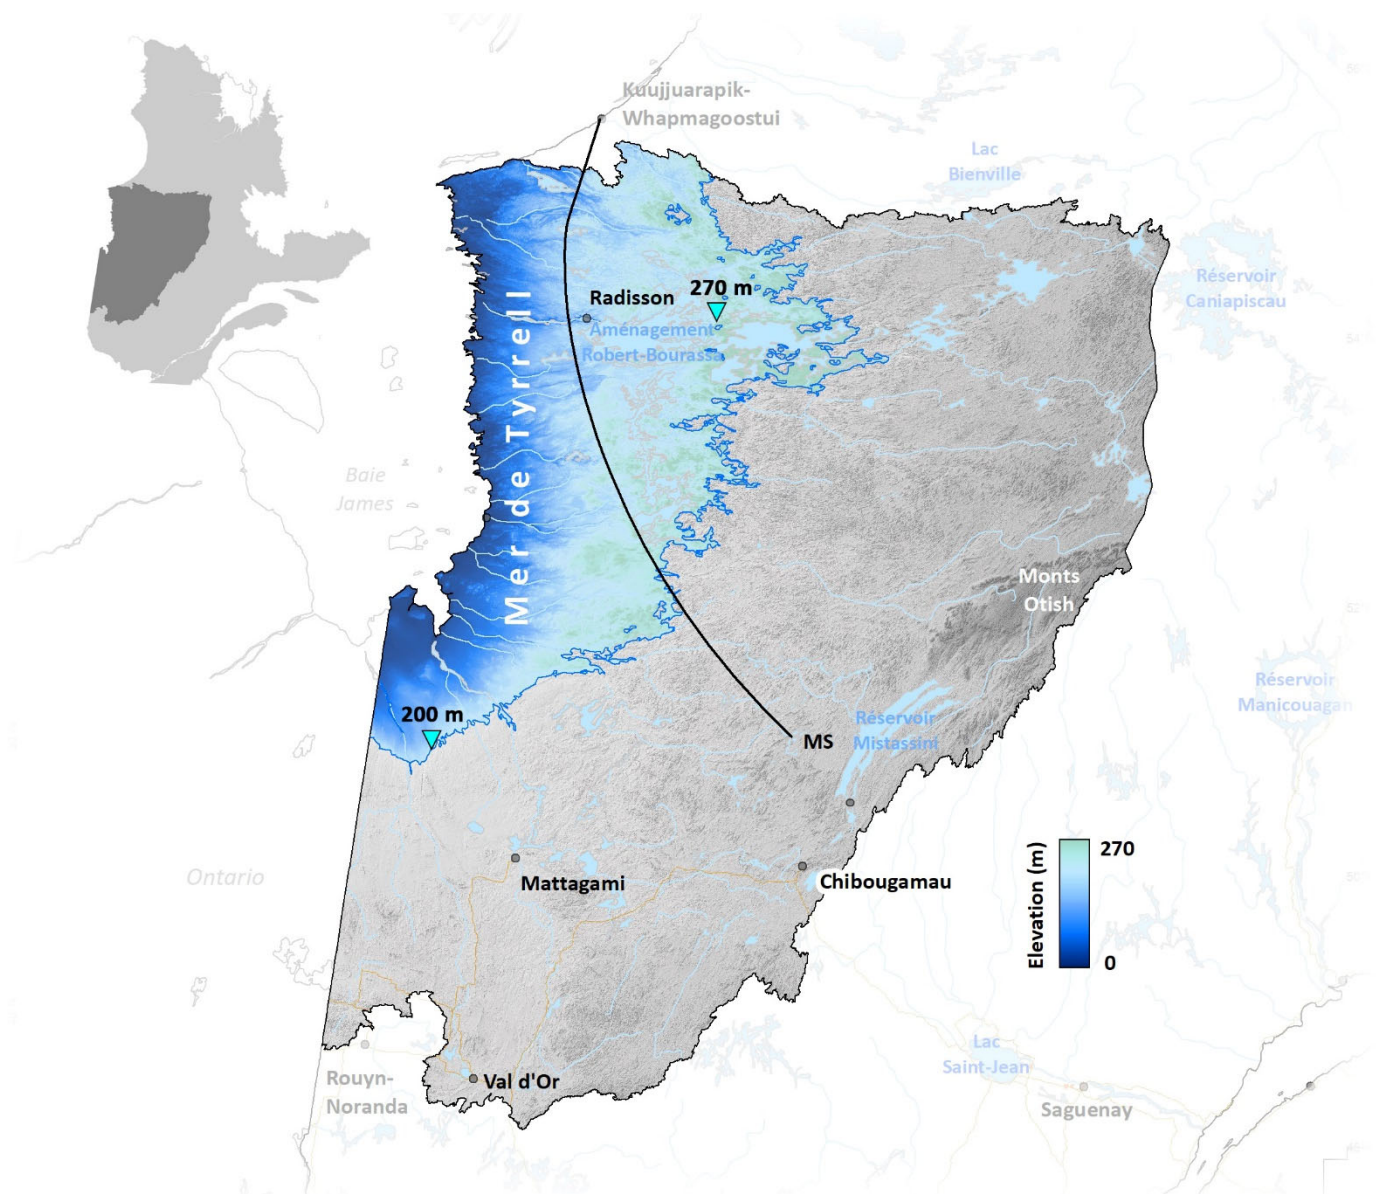 Kuujjuarapik-
Whapmagoostui
Lac
Bienville
Réservoir
Caniapiscau
270 m
Radisson
Aménagement
Robert-Bourassa
Mer de Tyrrell
Baie
James
Monts
Otish
200 m
MS
Réservoir
Mistassini
Réservoir
Manicouagan
Mattagami
Chibougamau
Ontario
Elevation (m)
270
0
Lac
Saint-Jean
Rouyn-
Noranda
Val d'Or
Saguenay